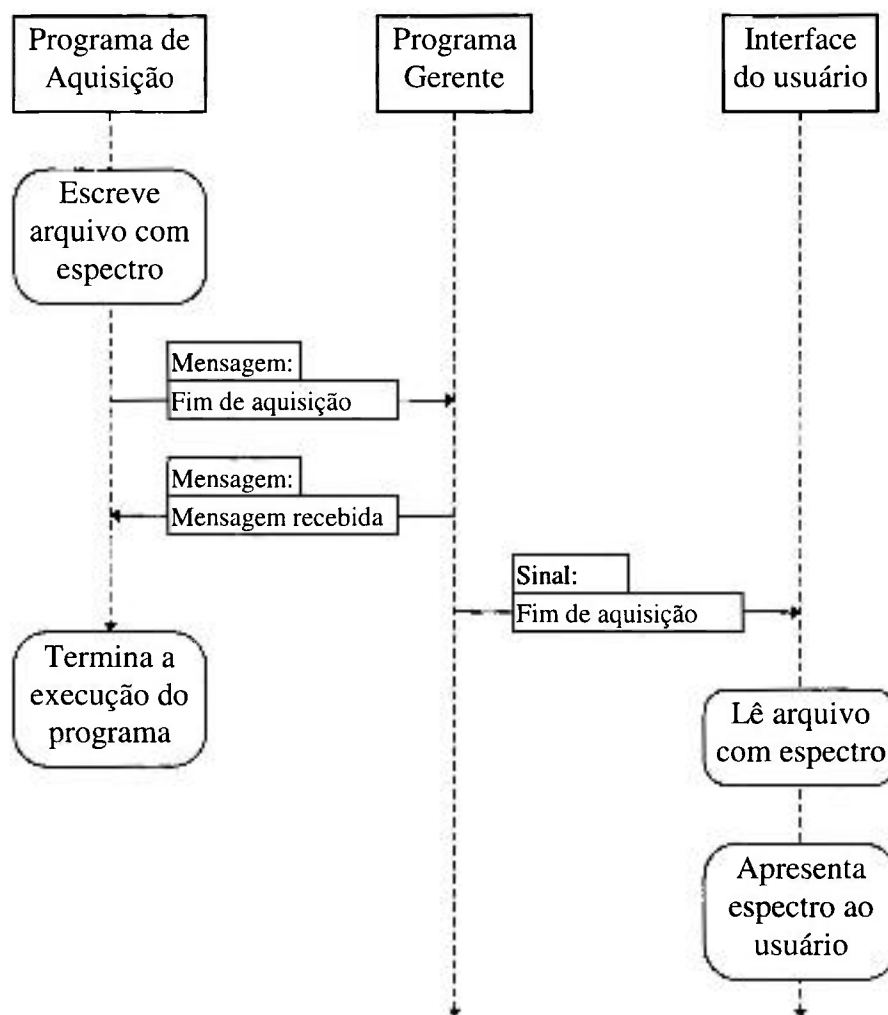 Programa de
Aquisição
Programa
Gerente
Interface
do usuário
Escreve
arquivo com
espectro
Mensagem:
Fim de aquisição
Mensagem:
Mensagem recebida
Sinal:
Fim de aquisição
Termina a
execução do
programa
Lê arquivo
com espectro
Apresenta
espectro ao
usuário